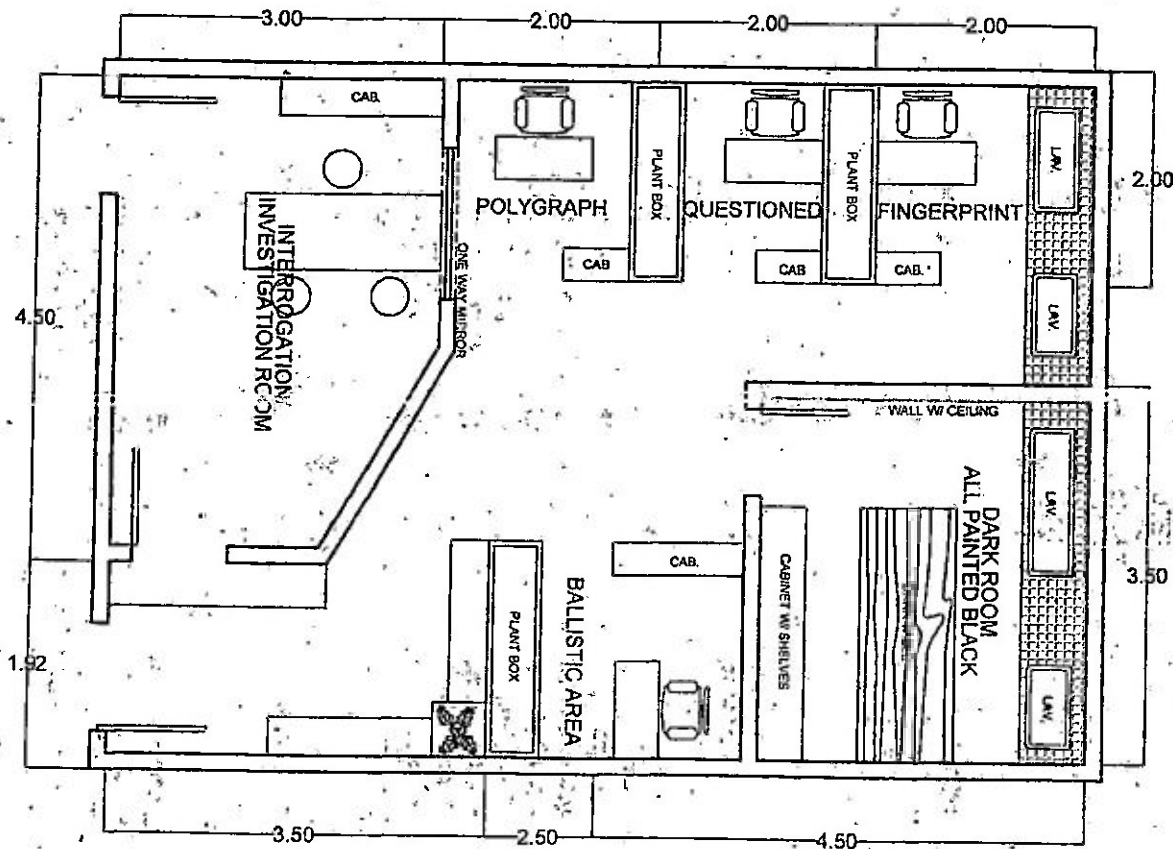 3.00
2.00
2.00
2.00
CAB.
LAV.
2.00
PLANT BOX
PLANT BOX
POLYGRAPH
QUESTIONED
FINGERPRINT
INTERROGATION/
INVESTIGATION ROOM
ONE WAY MIRROR
CAB
CAB
CAB.
LAV.
4.50
WALL W/ CEILING
DARK ROOM
ALL PAINTED BLACK
LAV.
3.50
CAB.
CABINET W/ SHELVES
BALLISTIC AREA
PLANT BOX
1.92
LAV.
3.50
2.50
4.50